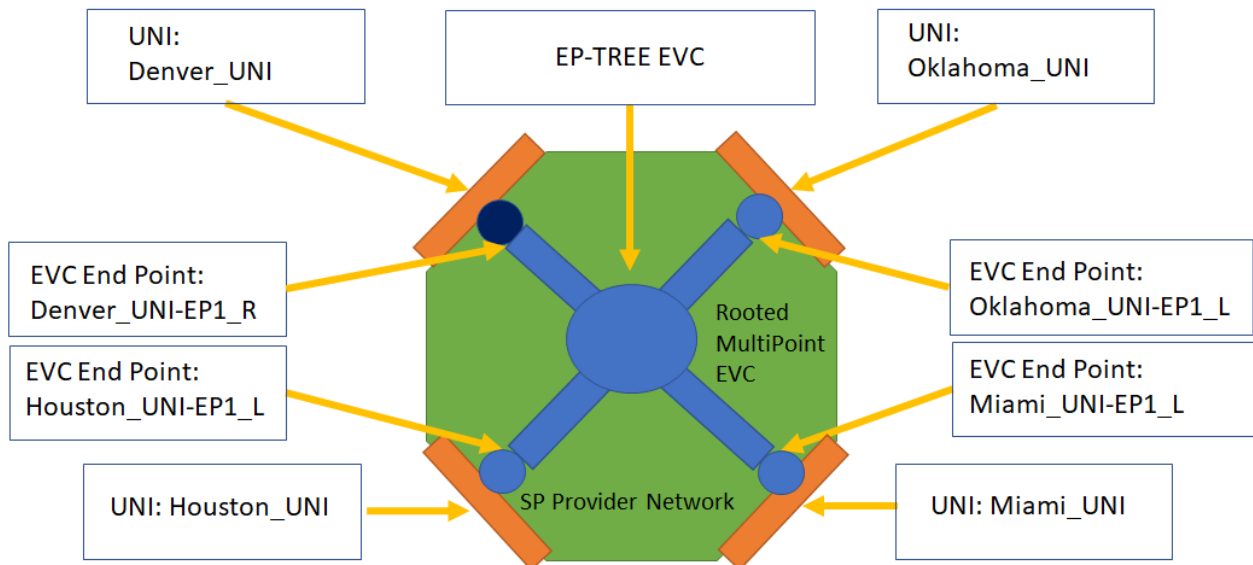 UNI:
Denver_UNI
EP-TREE EVC
UNI:
Oklahoma_UNI
EVC End Point:
Denver_UNI-EP1_R
EVC End Point:
Oklahoma_UNI-EP1_L
Rooted
MultiPoint
EVC
EVC End Point:
Houston_UNI-EP1_L
EVC End Point:
Miami_UNI-EP1_L
UNI: Houston_UNI
SP Provider Network
UNI: Miami_UNI